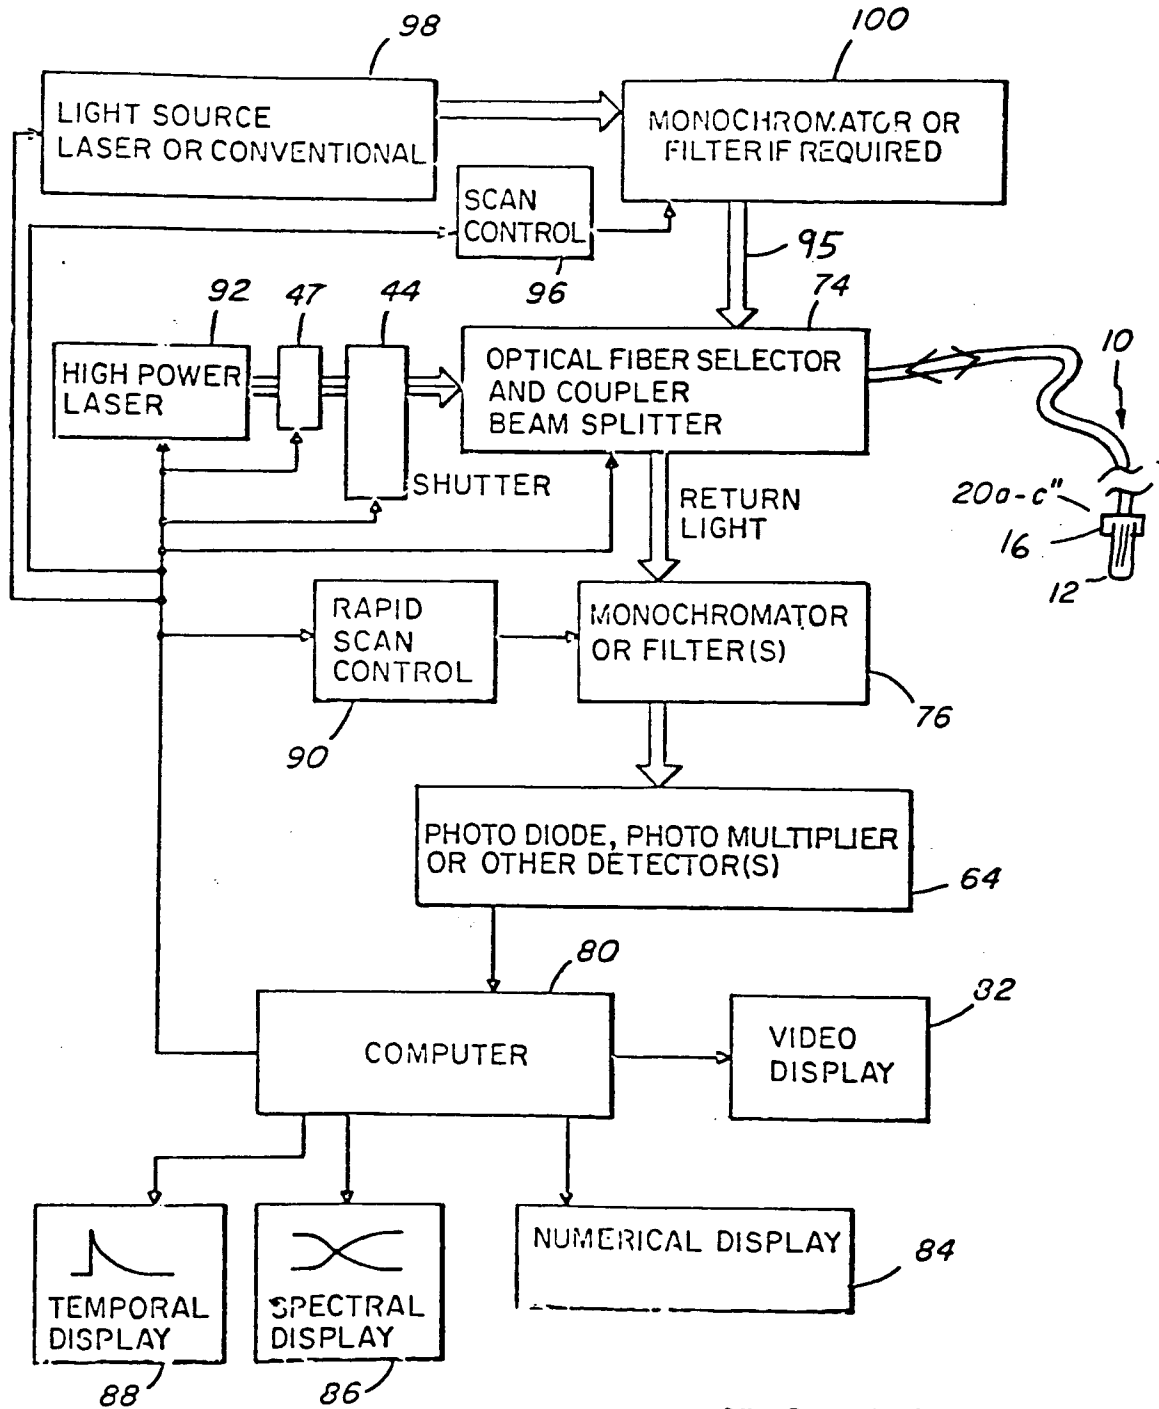 98
100
LIGHT SOURCE
LASER OR CONVENTIONAL
MONOCHROMATOR OR
FILTER IF REQUIRED
SCAN
CONTROL
95
96
92
47
44
74
HIGH POWER
LASER
OPTICAL FIBER SELECTOR
AND COUPLER
BEAM SPLITTER
10
SHUTTER
RETURN
LIGHT
20a-c"
16
12
RAPID
SCAN
CONTROL
MONOCHROMATOR
OR FILTER(S)
76
90
PHOTO DIODE, PHOTO MULTIPLIER
OR OTHER DETECTOR(S)
64
80
COMPUTER
82
VIDEO
DISPLAY
TEMPORAL
DISPLAY
SPECTRAL
DISPLAY
NUMERICAL DISPLAY
84
88
86